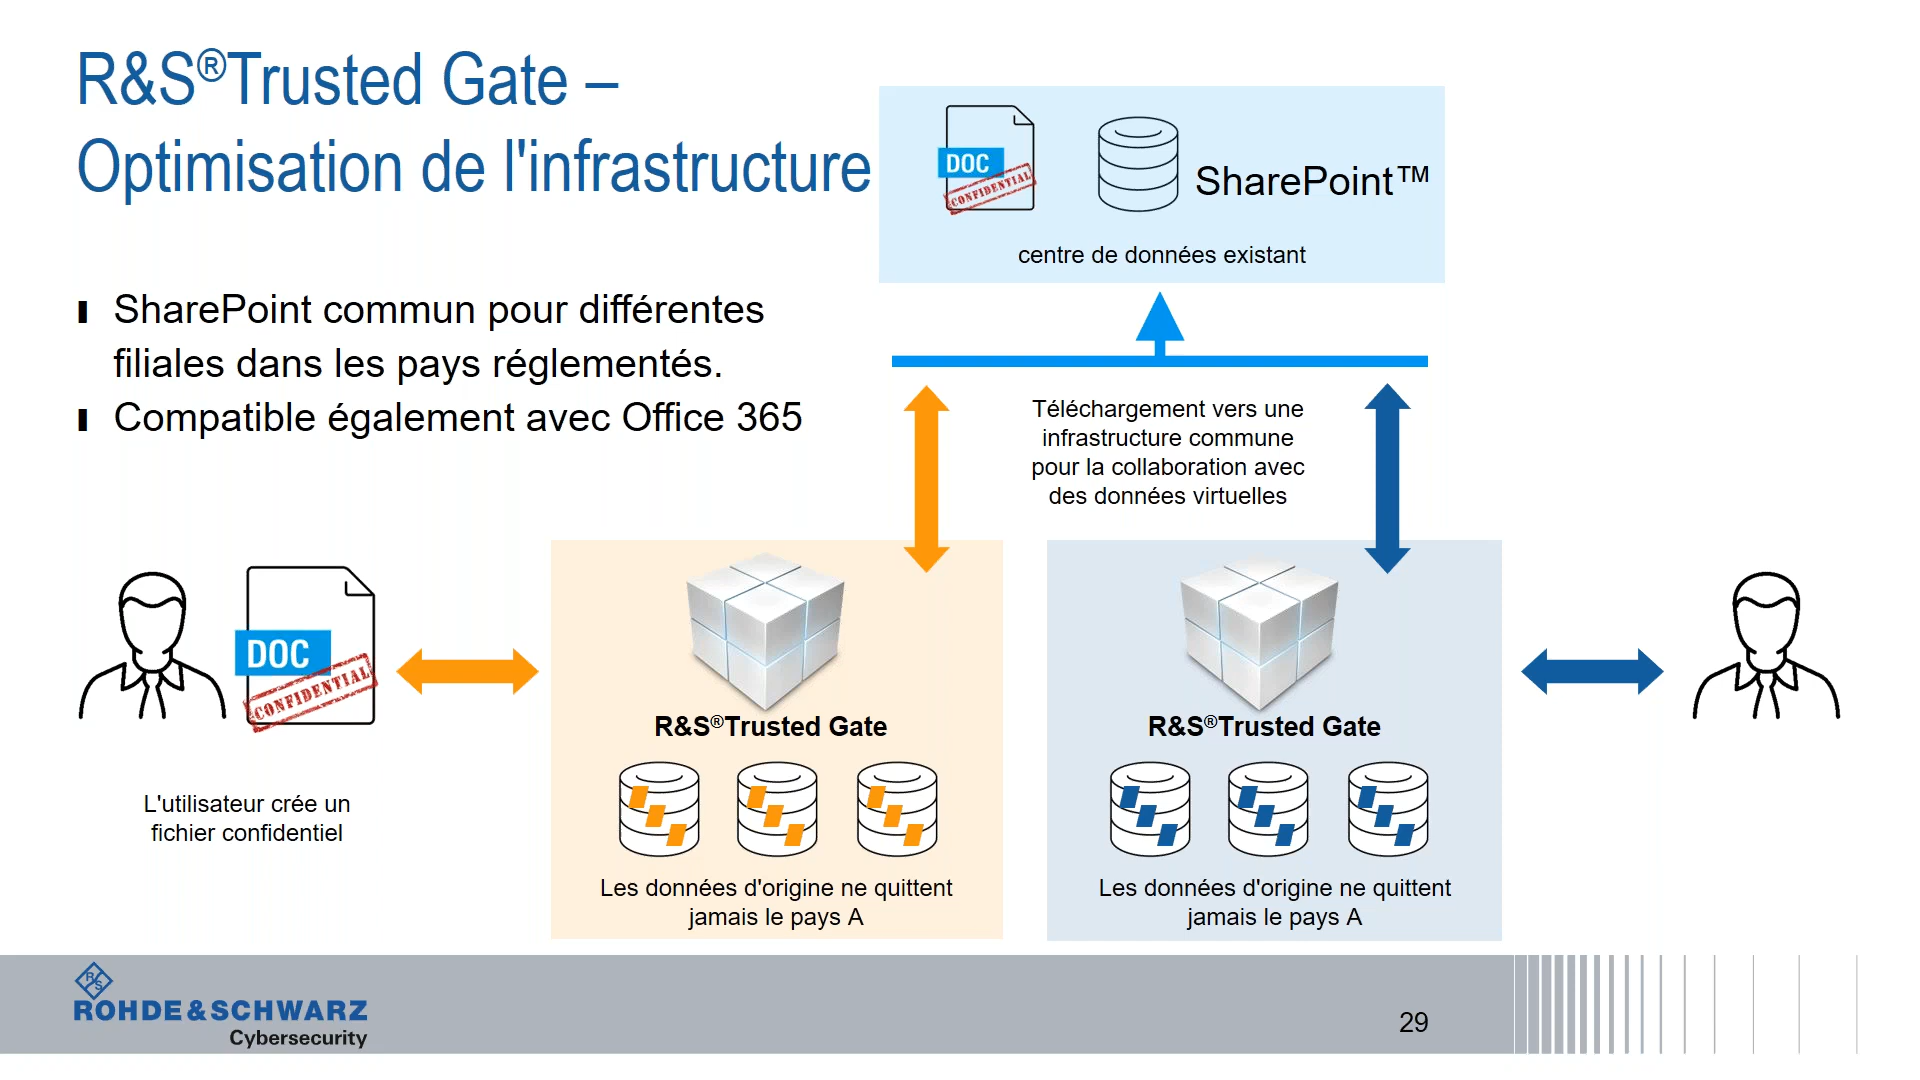 R&S®Trusted Gate –
Optimisation de l'infrastructure
SharePoint commun pour différentes
filiales dans les pays réglementés.
Compatible également avec Office 365
DOC
CONFIDENTIAL
SharePoint™
centre de données existant
Téléchargement vers une
infrastructure commune
pour la collaboration avec
des données virtuelles
DOC
CONFIDENTIAL
L'utilisateur crée un
fichier confidentiel
R&S®Trusted Gate
Les données d'origine ne quittent
jamais le pays A
R&S®Trusted Gate
Les données d'origine ne quittent
jamais le pays A
RS
ROHDE&SCHWARZ
Cybersecurity
29